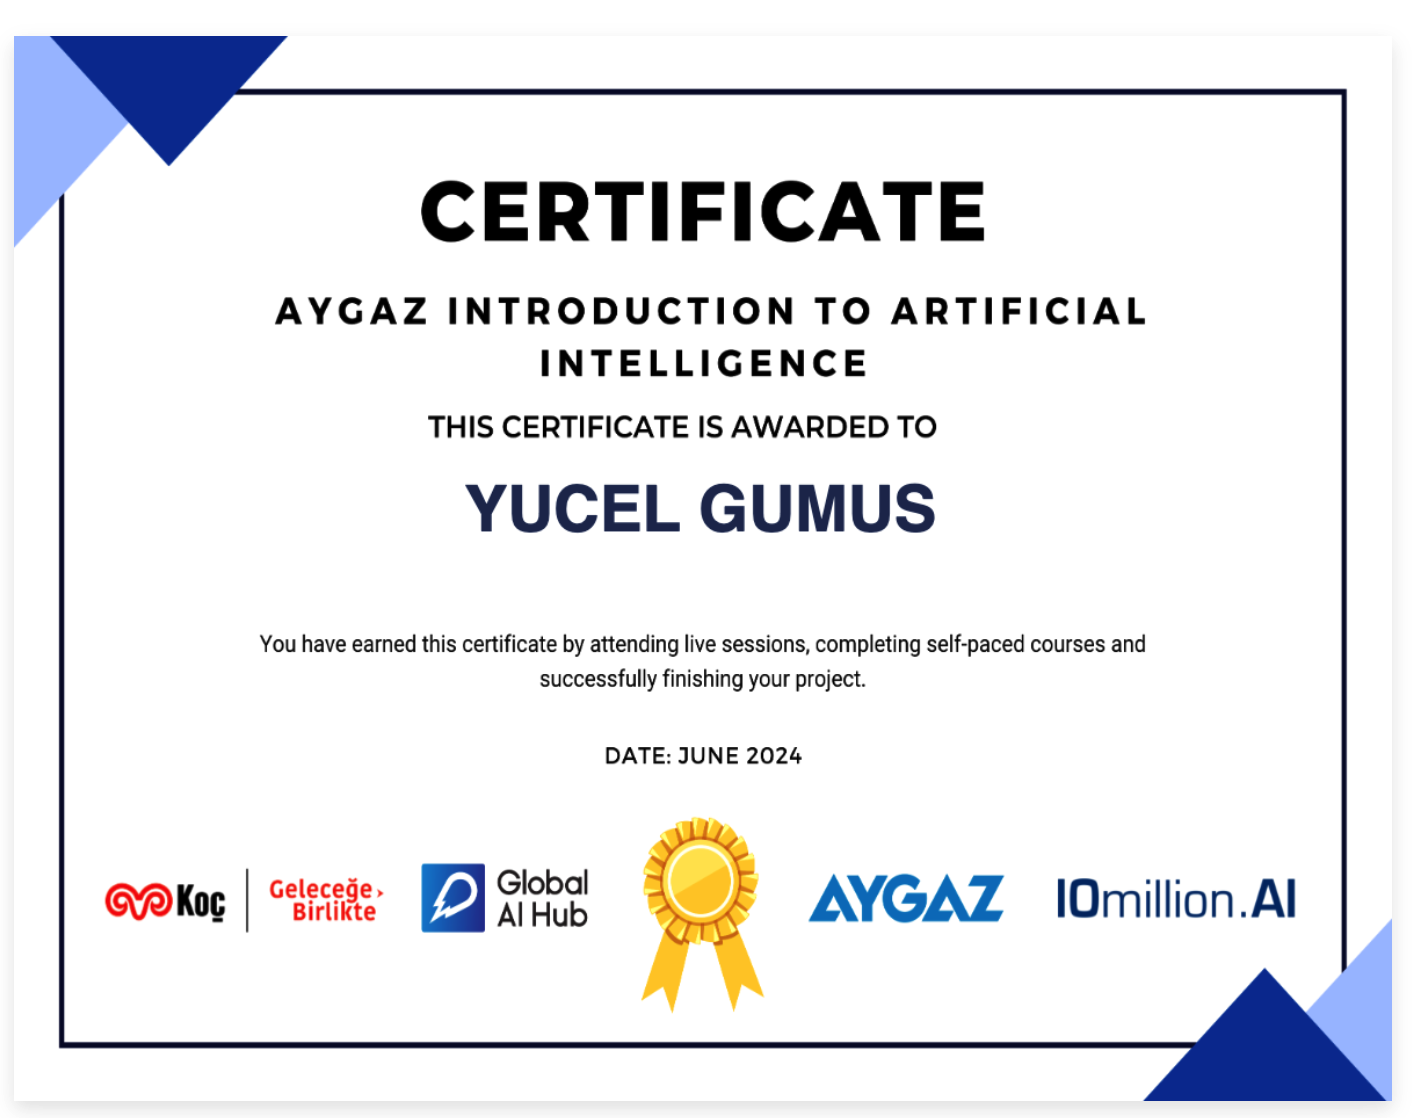 CERTIFICATE
AYGAZ INTRODUCTION TO ARTIFICIAL
INTELLIGENCE
THIS CERTIFICATE IS AWARDED TO
YUCEL GUMUS
You have earned this certificate by attending live sessions, completing self-paced courses and
successfully finishing your project.
DATE: JUNE 2024
Koç
Geleceğe
Birlikte
Global
AI Hub
AYGAZ
10million.AI